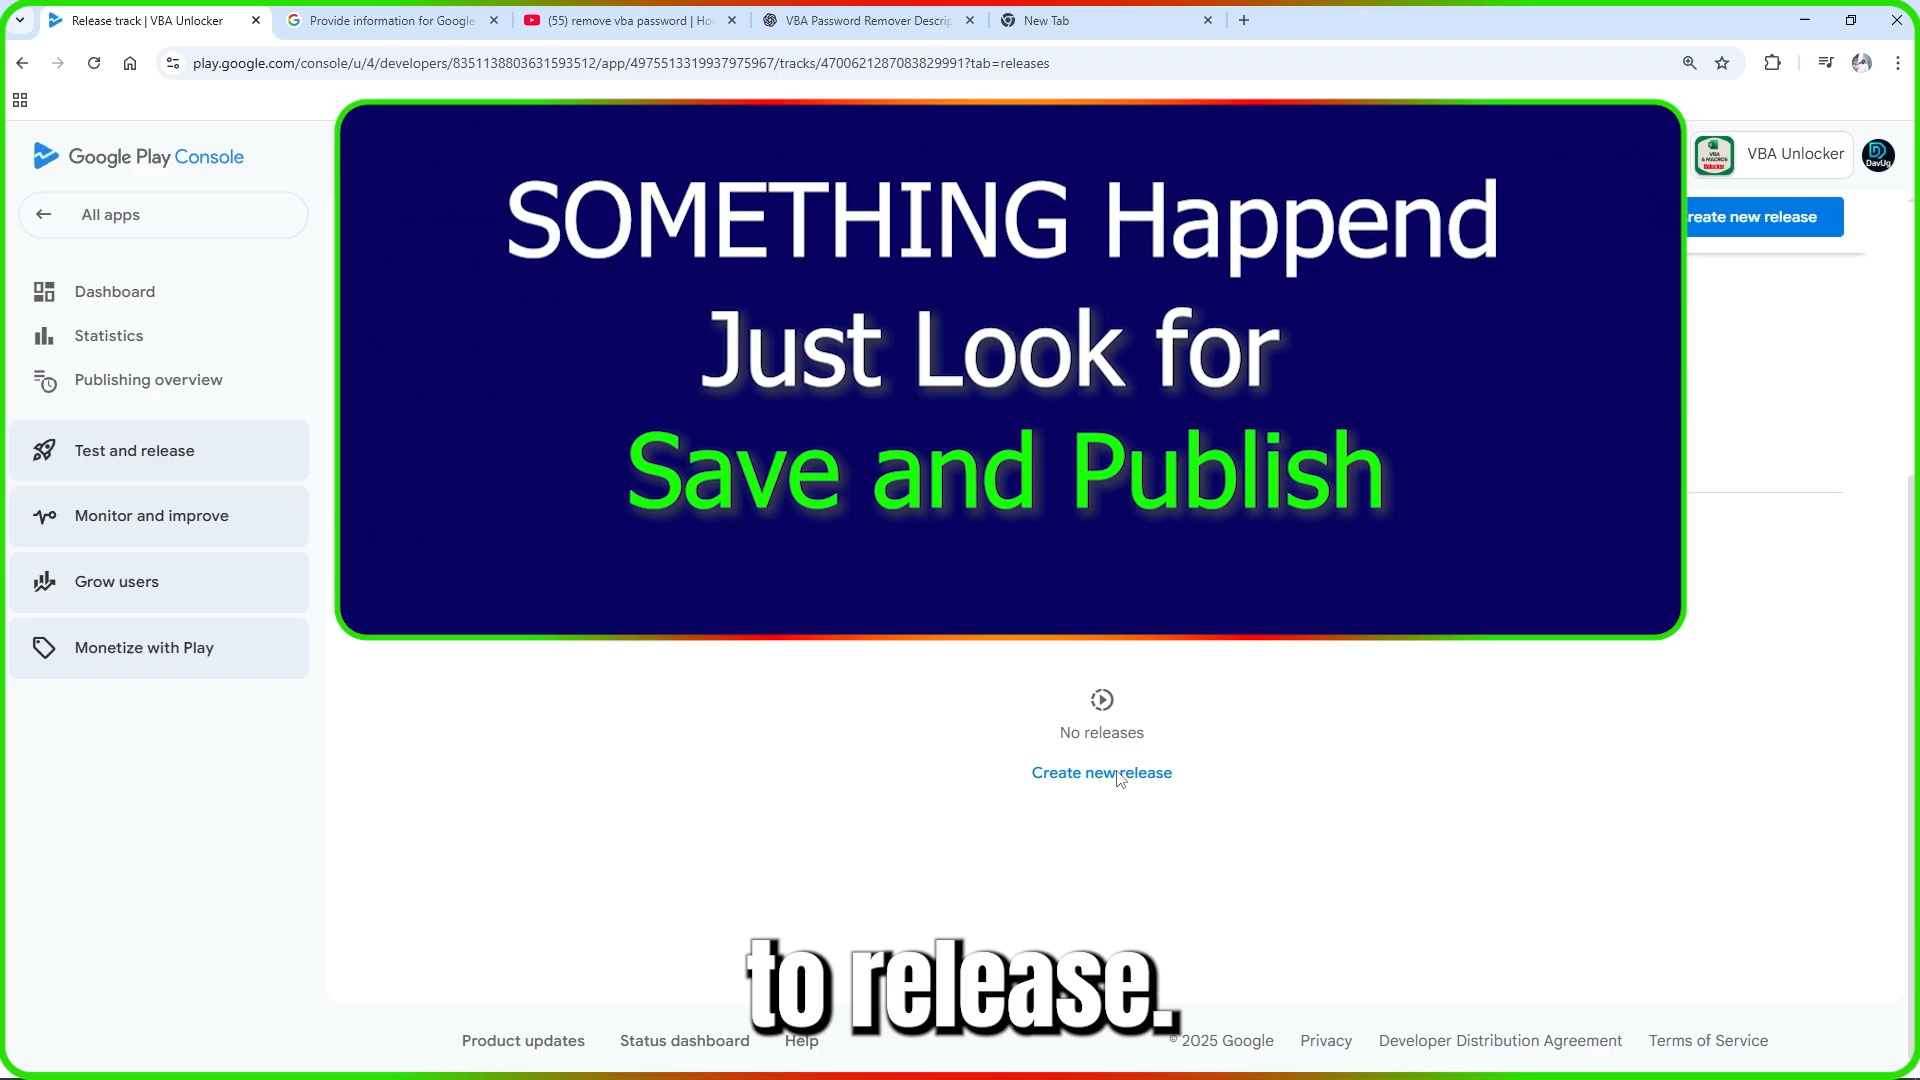 Release track | VBA Unlocker
Provide information for Google
(55) remove vba password | Ho
VBA Password Remover Descrip
New Tab
play.google.com/console/u/4/developers/8351138803631593512/app/4975513319937975967/tracks/4700621287083829991?tab=releases
Google Play Console
VBA Unlocker
VBA
& MACROS
Unlocker
DavUg
All apps
reate new release
Dashboard
Statistics
Publishing overview
Test and release
Monitor and improve
Grow users
Monetize with Play
SOMETHING Happend
Just Look for
Save and Publish
No releases
Create new release
to release.
Product updates
Status dashboard
Help
© 2025 Google
Privacy
Developer Distribution Agreement
Terms of Service